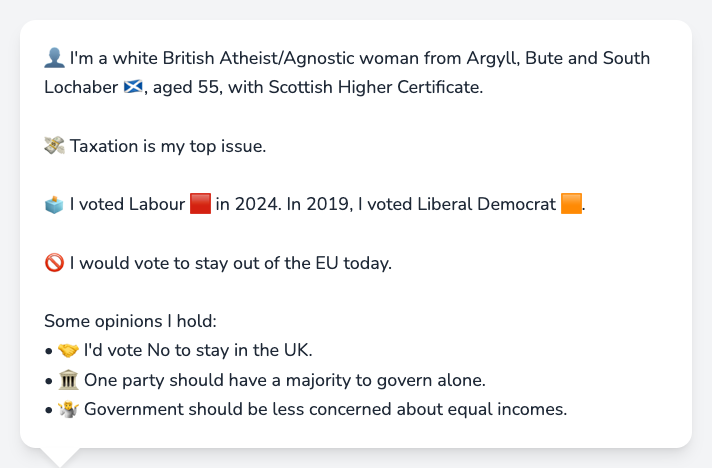 👤 I'm a white British Atheist/Agnostic woman from Argyll, Bute and South
Lochaber 🏴󠁧󠁢󠁳󠁣󠁴󠁿, aged 55, with Scottish Higher Certificate.
💸 Taxation is my top issue.
🗳️ I voted Labour 🟥 in 2024. In 2019, I voted Liberal Democrat 🟧.
🚫 I would vote to stay out of the EU today.
Some opinions I hold:
• 🤝 I'd vote No to stay in the UK.
• 🏛️ One party should have a majority to govern alone.
• 🤷 Government should be less concerned about equal incomes.